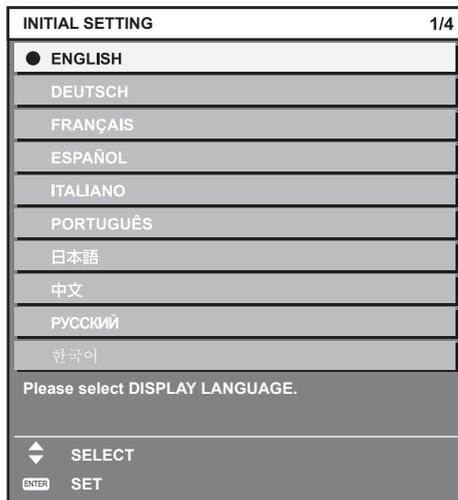 INITIAL SETTING 1/4
ENGLISH
DEUTSCH
FRANÇAIS
ESPAÑOL
ITALIANO
PORTUGUÊS
日本語
中文
РУССКИЙ
한국어
Please select DISPLAY LANGUAGE.
SELECT
ENTER SET